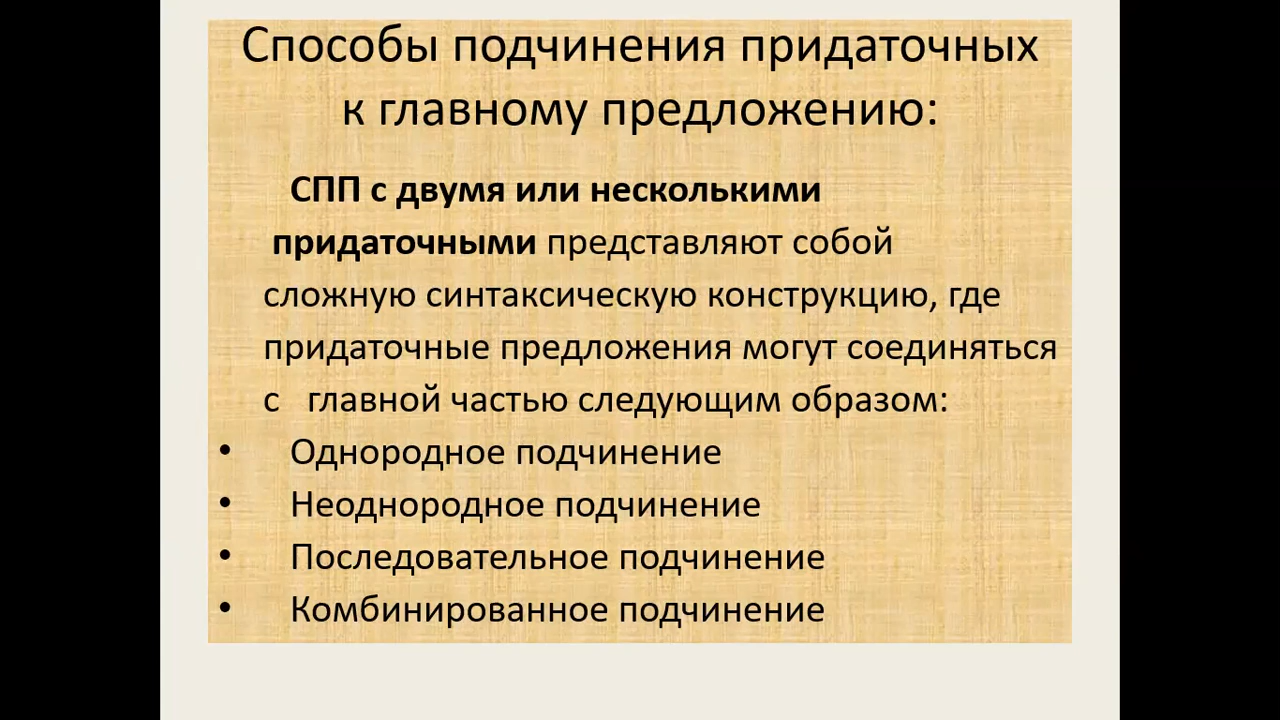 Способы подчинения придаточных
к главному предложению:
СПП с двумя или несколькими
придаточными представляют собой
сложную синтаксическую конструкцию, где
придаточные предложения могут соединяться
с главной частью следующим образом:
• Однородное подчинение
• Неоднородное подчинение
• Последовательное подчинение
• Комбинированное подчинение